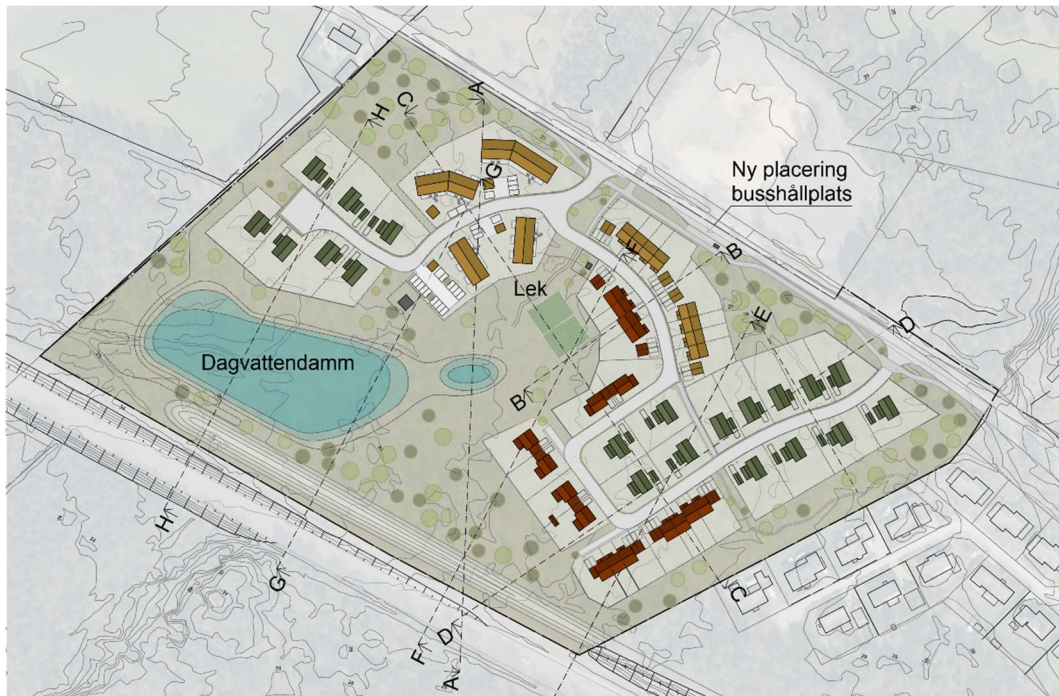 A
C
H
G
Ny placering
busshållplats
F
B
Lek
E
D
Dagvattendamm
B
H
G
C
D
F
A